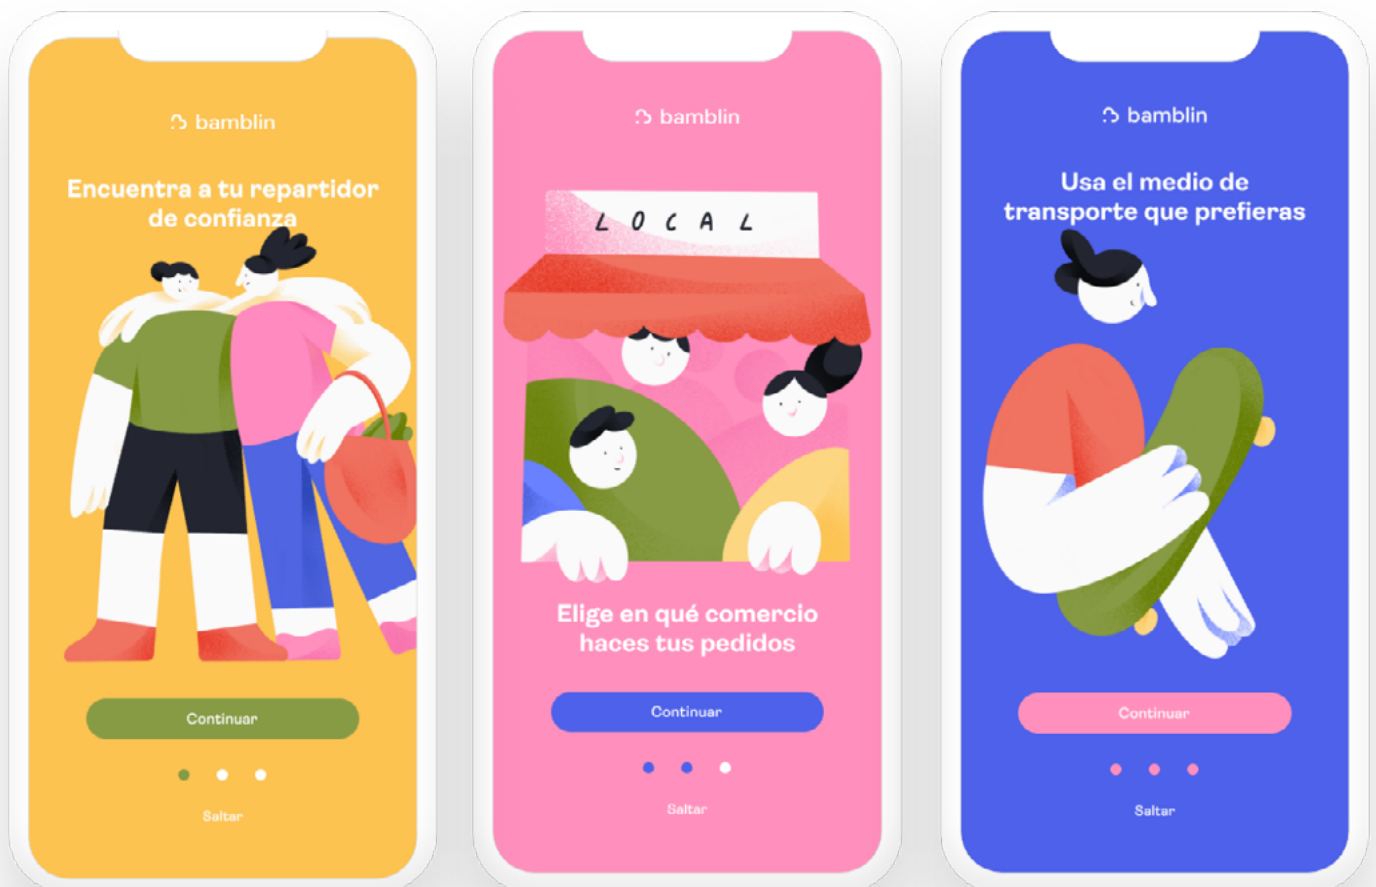 bamblin
Encuentra a tu repartidor
de confianza
Continuar
Saltar
bamblin
LOCAL
Elige en qué comercio
haces tus pedidos
Continuar
Saltar
bamblin
Usa el medio de
transporte que prefieras
Continuar
Saltar